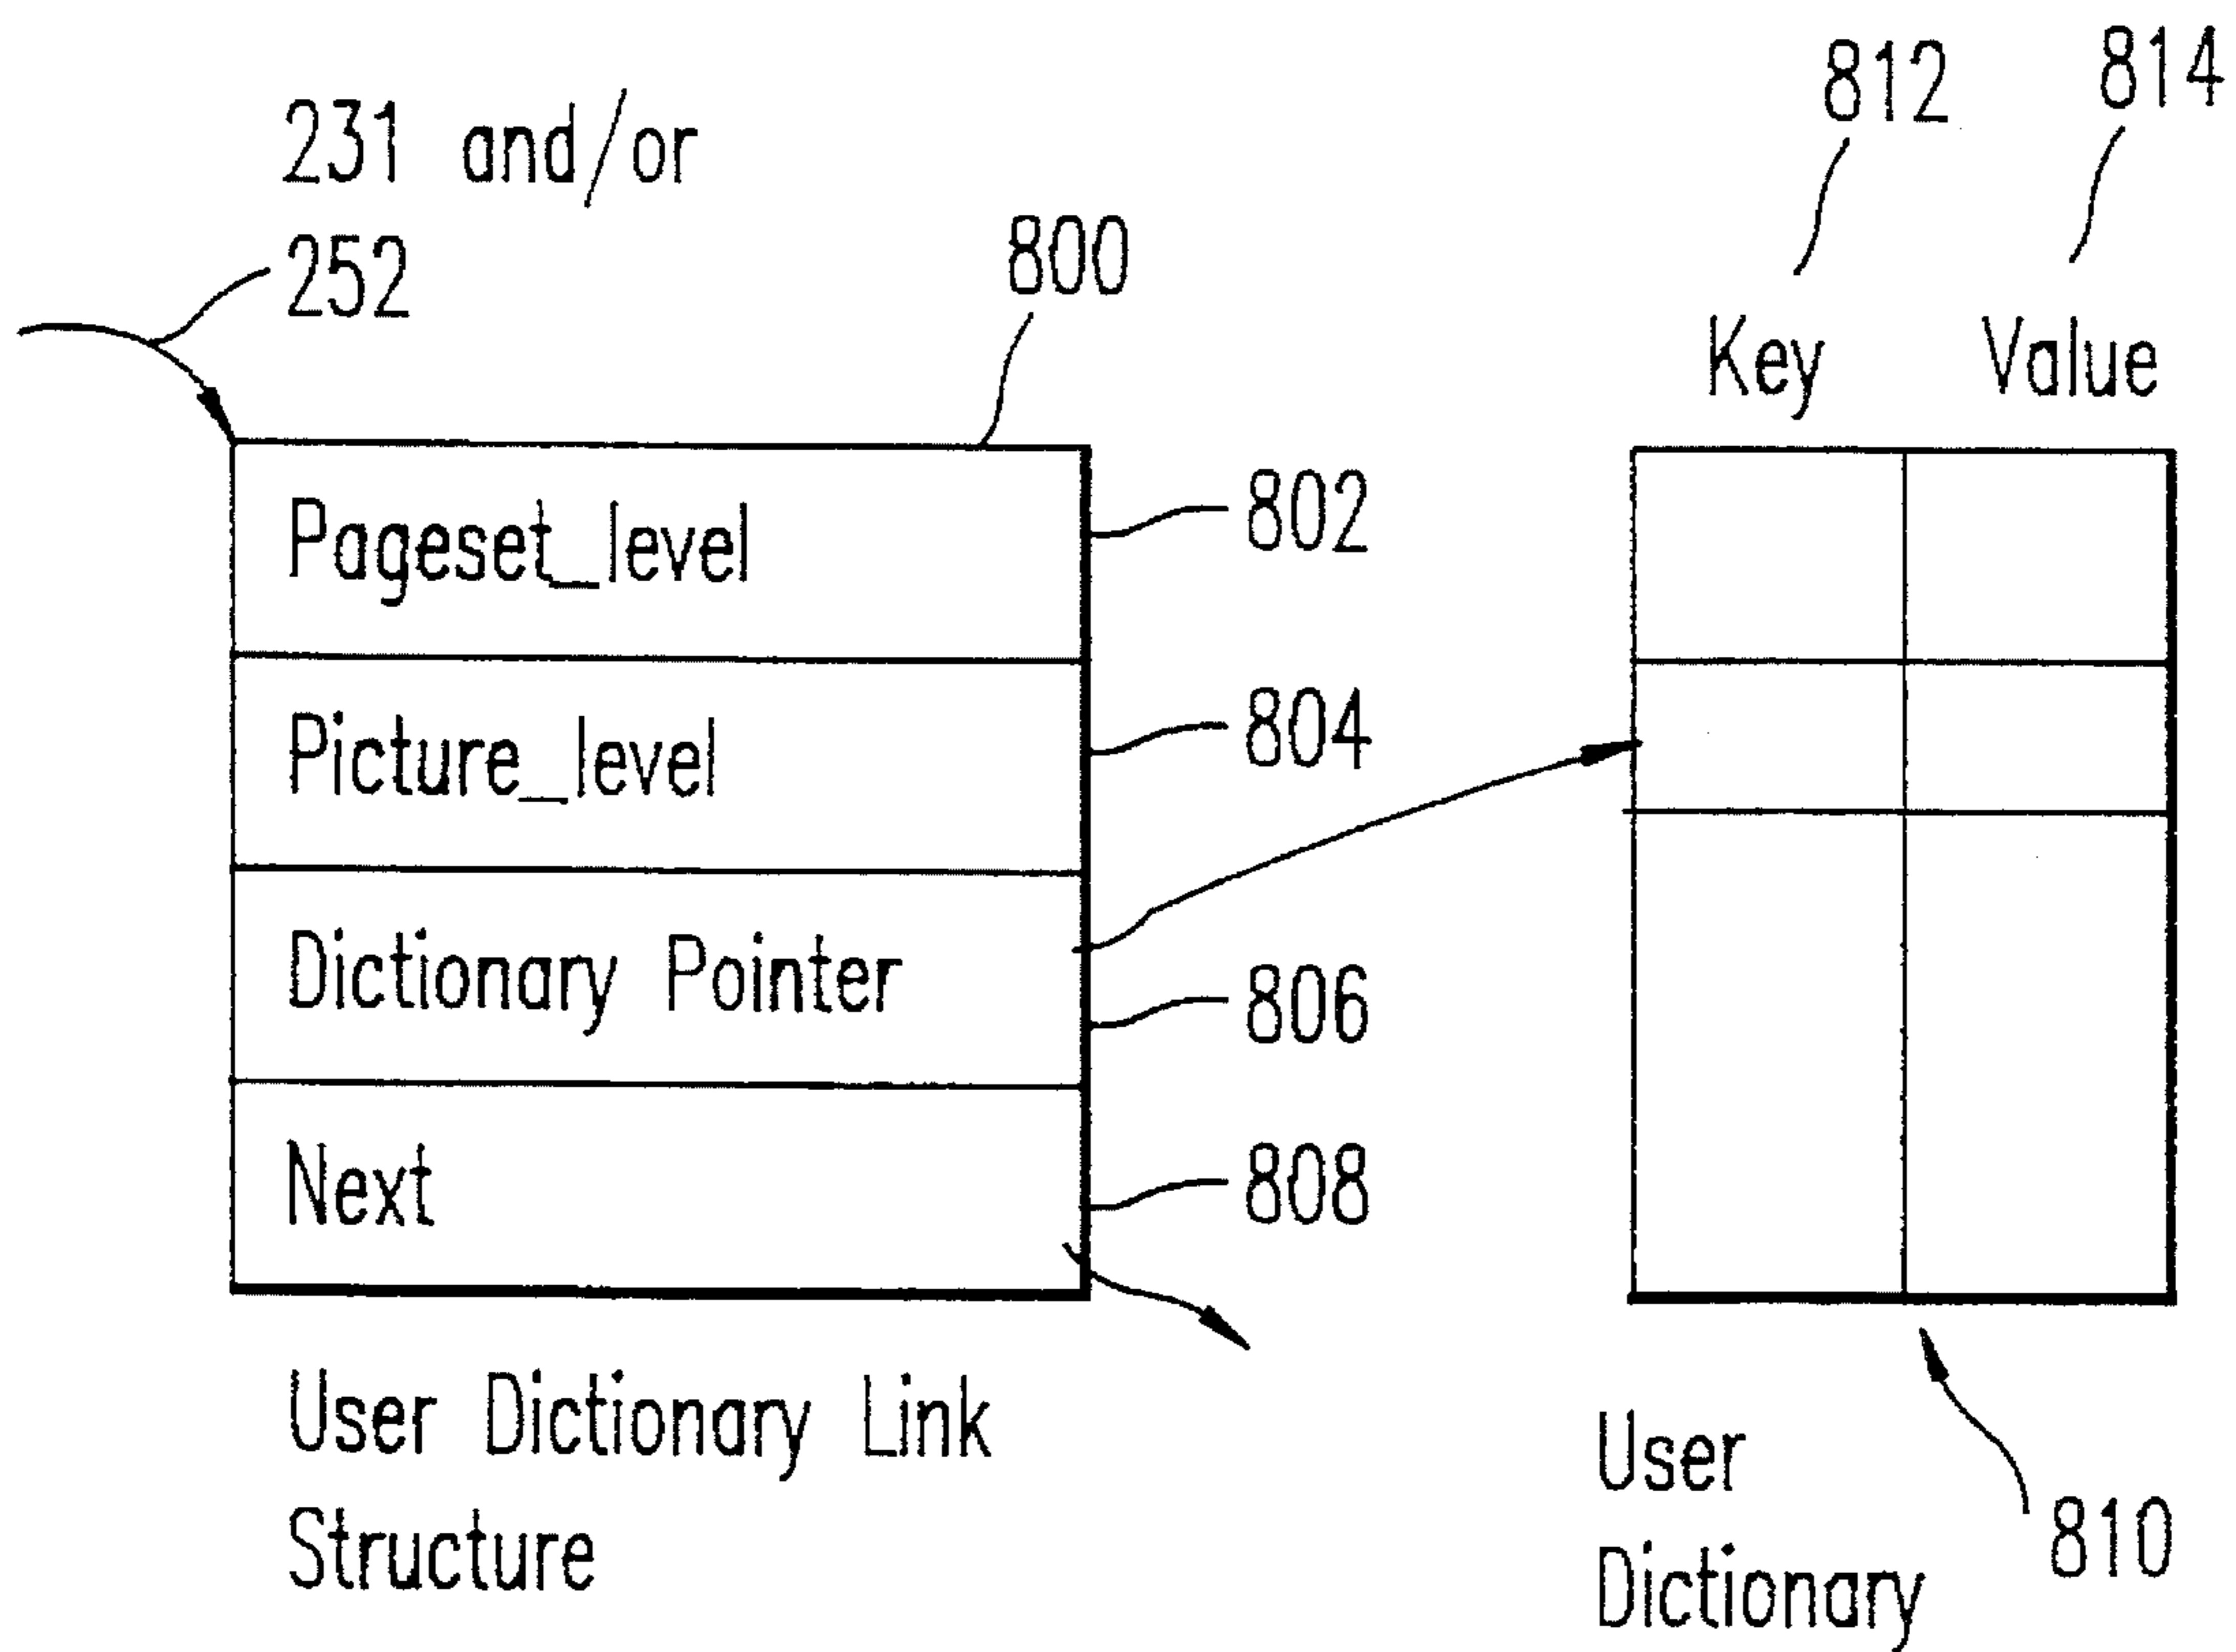 231 and/or
252
800
812
814
Key
Value
Pageset_level
802
Picture_level
804
Dictionary Pointer
806
Next
808
User Dictionary Link
Structure
User
Dictionary
810